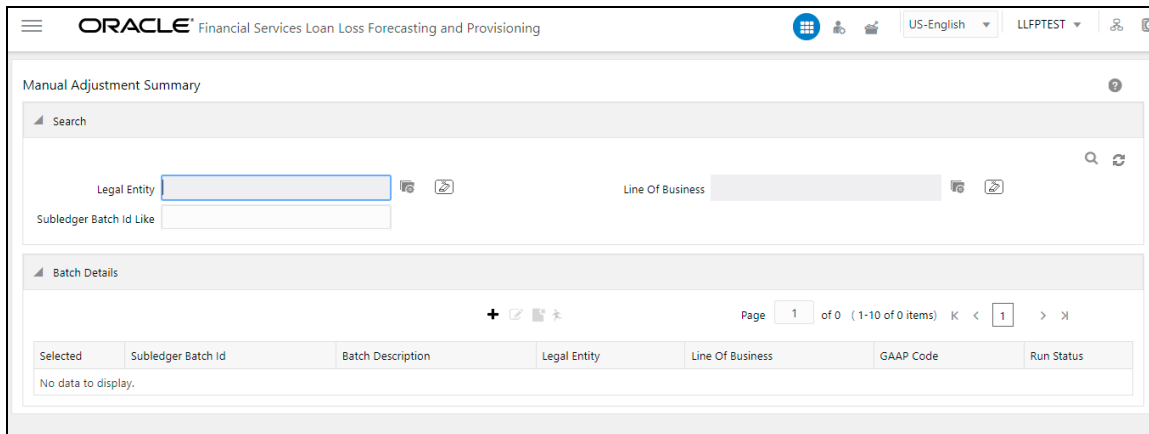 ORACLE® Financial Services Loan Loss Forecasting and Provisioning US-English LLFPTEST
Manual Adjustment Summary
Search
Legal Entity Line Of Business
Subledger Batch Id Like
Batch Details
Page 1 of 0 (1-10 of 0 items) 1
Selected Subledger Batch Id Batch Description Legal Entity Line Of Business GAAP Code Run Status
No data to display.